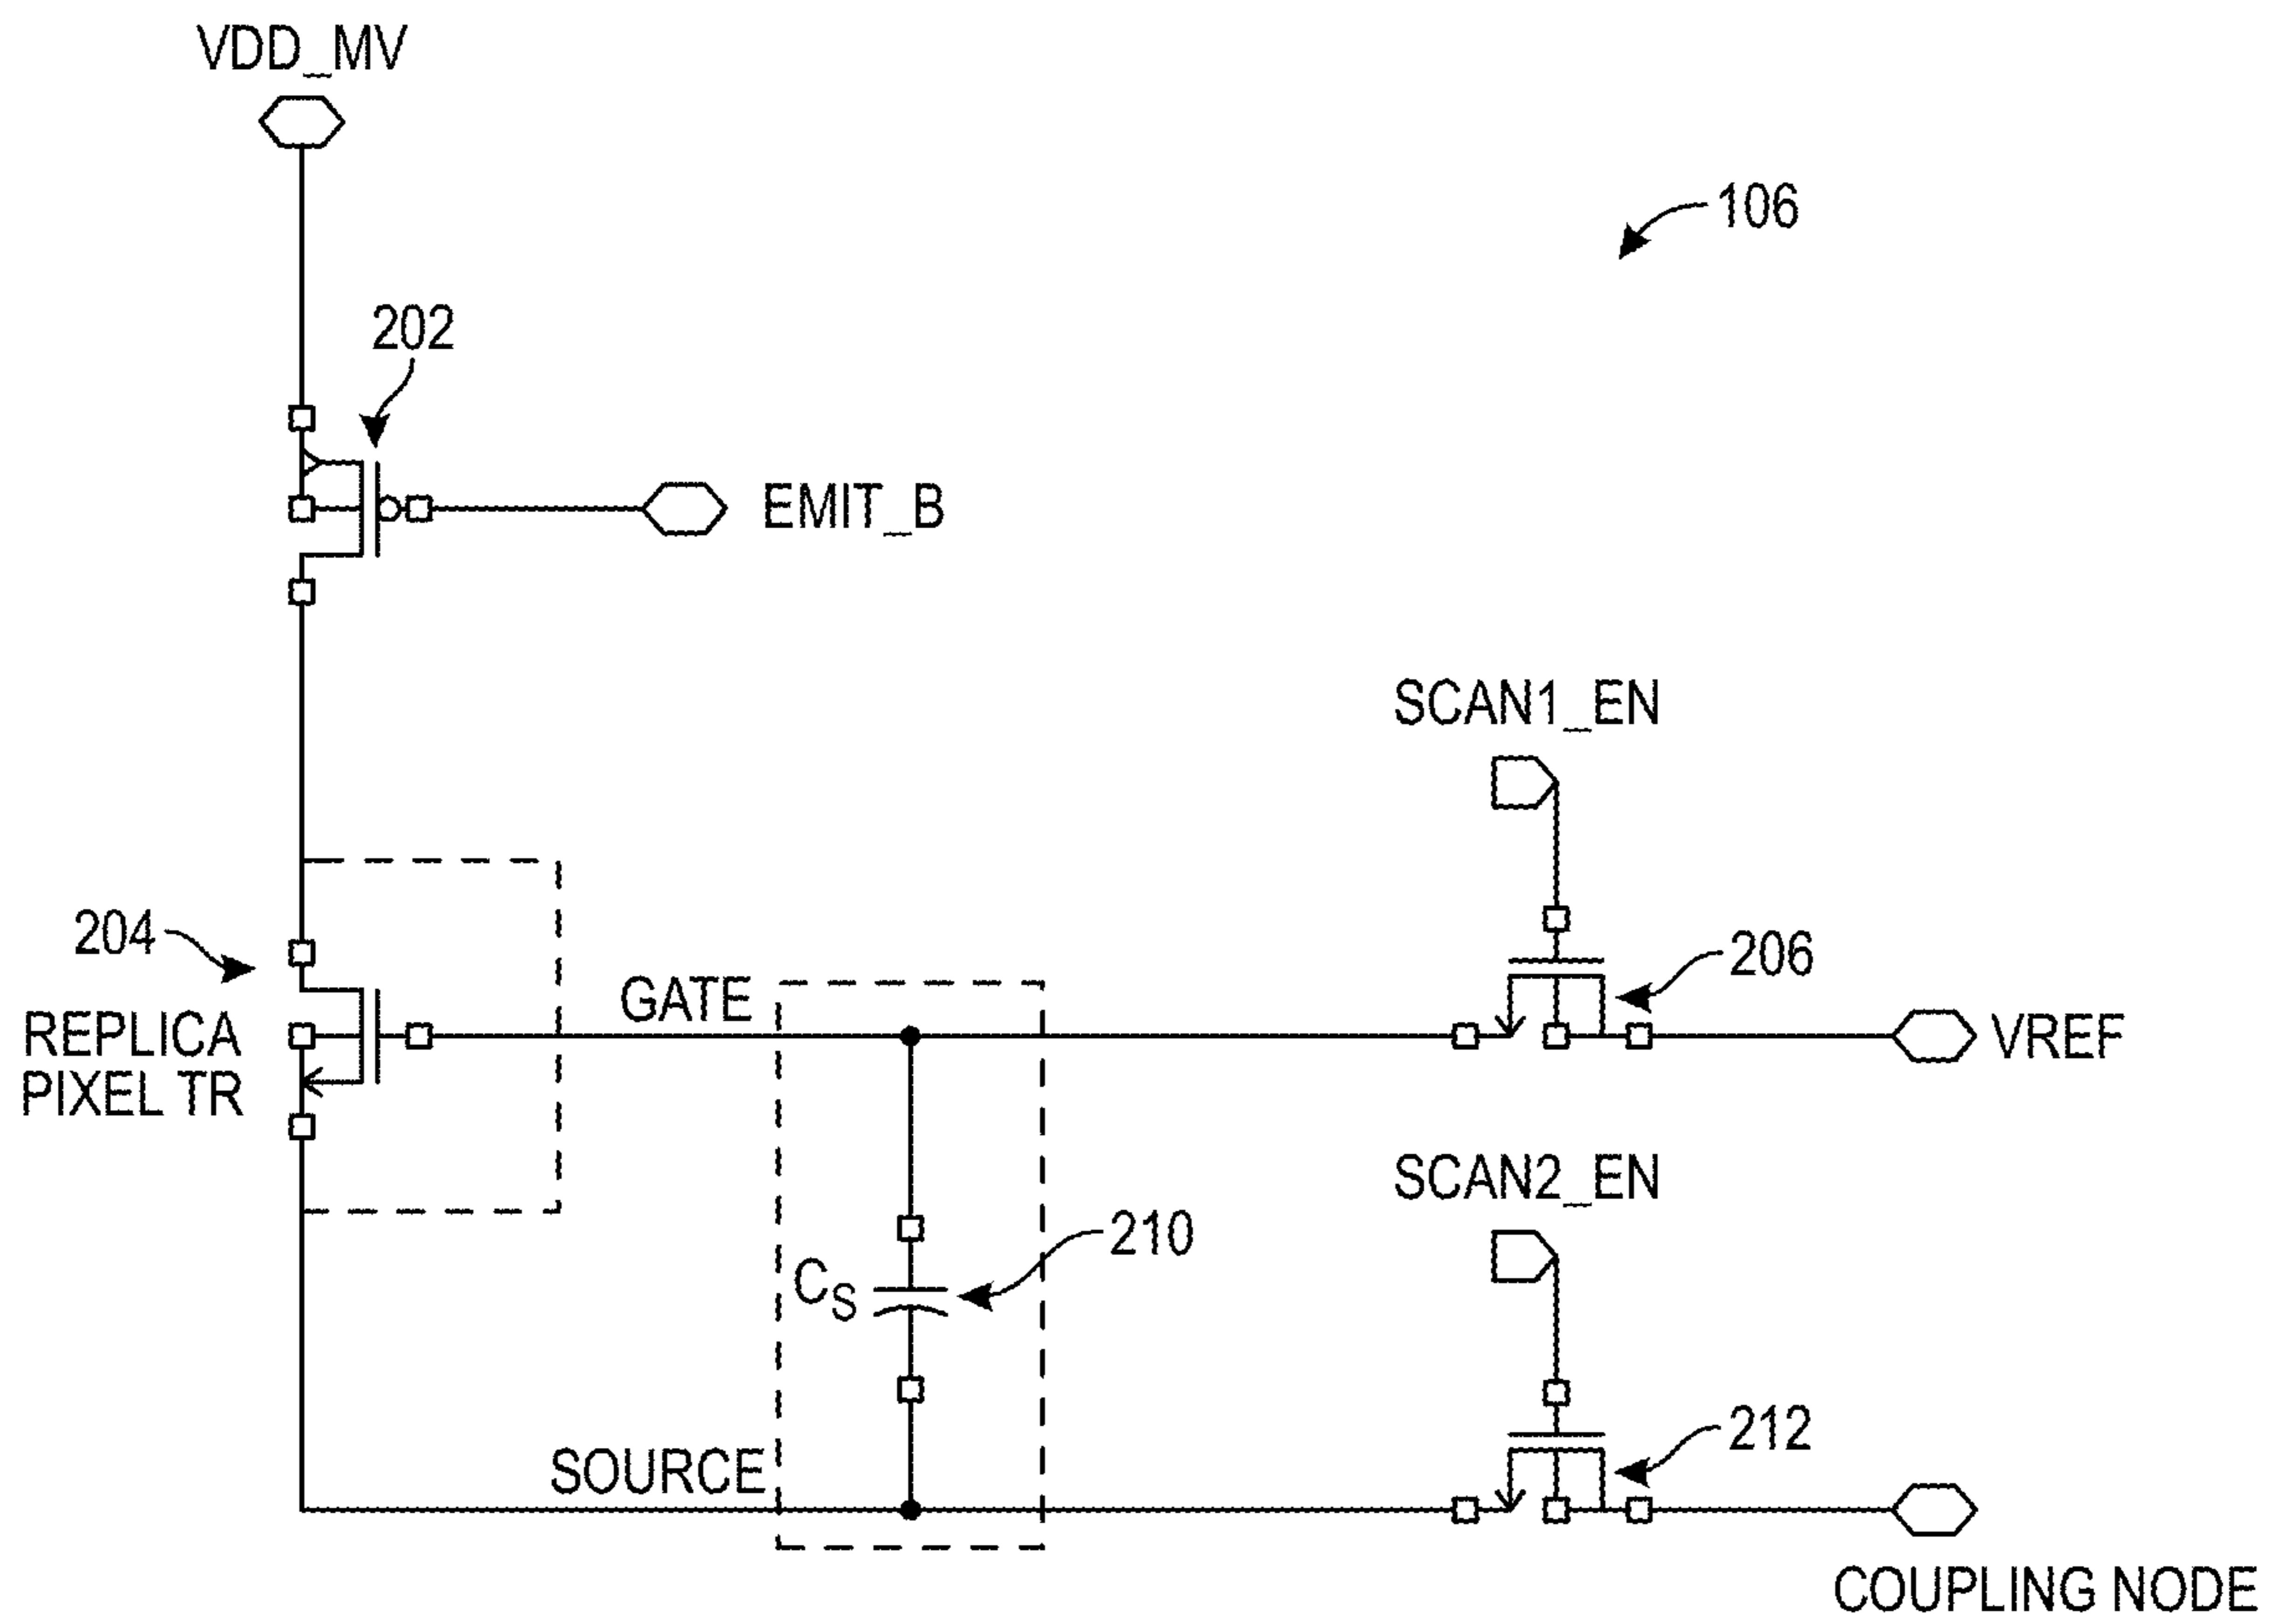 VDD_MV
106
202
EMIT_B
SCAN1_EN
204
206
GATE
REPLICA
PIXEL TR
VREF
SCAN2_EN
210
CS
212
SOURCE
COUPLING NODE